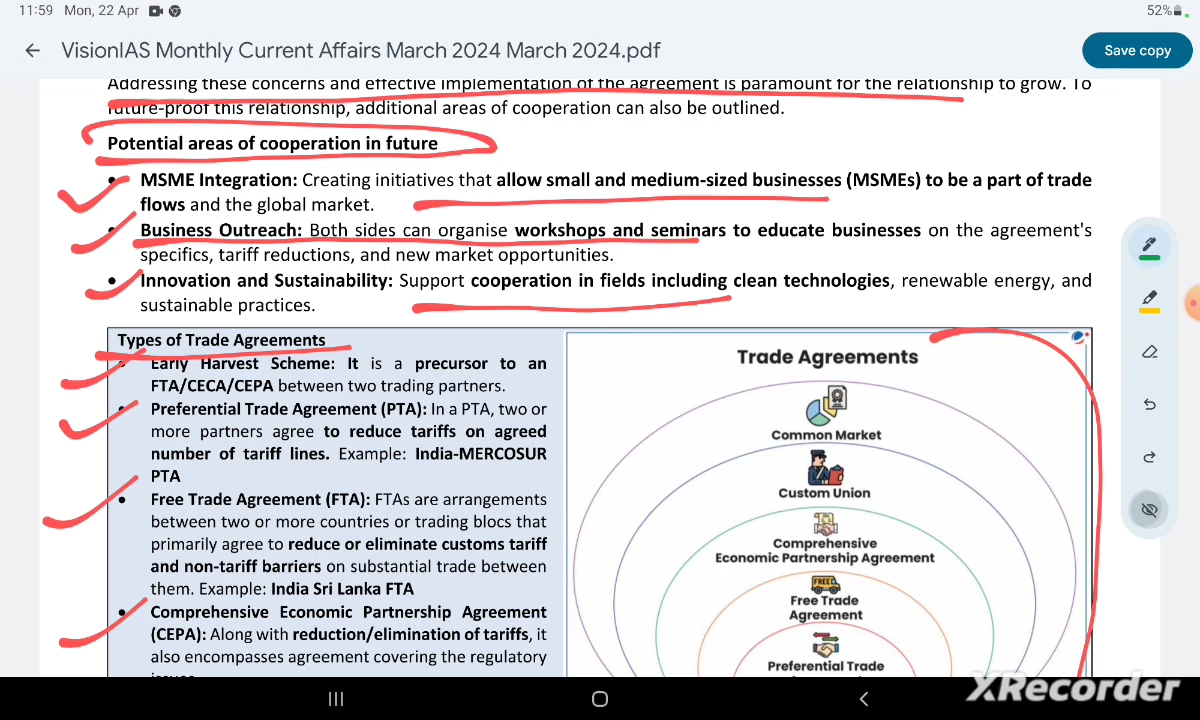 11:59 Mon, 22 Apr
52%
VisionIAS Monthly Current Affairs March 2024 March 2024.pdf
Save copy
Addressing these concerns and effective implementation of the agreement is paramount for the relationship to grow. To
future-proof this relationship, additional areas of cooperation can also be outlined.
Potential areas of cooperation in future
• MSME Integration: Creating initiatives that allow small and medium-sized businesses (MSMEs) to be a part of trade
flows and the global market.
• Business Outreach: Both sides can organise workshops and seminars to educate businesses on the agreement's
specifics, tariff reductions, and new market opportunities.
• Innovation and Sustainability: Support cooperation in fields including clean technologies, renewable energy, and
sustainable practices.
Types of Trade Agreements
• Early Harvest Scheme: It is a precursor to an
FTA/CECA/CEPA between two trading partners.
• Preferential Trade Agreement (PTA): In a PTA, two or
more partners agree to reduce tariffs on agreed
number of tariff lines. Example: India-MERCOSUR
PTA
• Free Trade Agreement (FTA): FTAs are arrangements
between two or more countries or trading blocs that
primarily agree to reduce or eliminate customs tariff
and non-tariff barriers on substantial trade between
them. Example: India Sri Lanka FTA
• Comprehensive Economic Partnership Agreement
(CEPA): Along with reduction/elimination of tariffs, it
also encompasses agreement covering the regulatory
Trade Agreements
Common Market
Custom Union
Comprehensive
Economic Partnership Agreement
FREE
Free Trade
Agreement
Preferential Trade
XRecorder